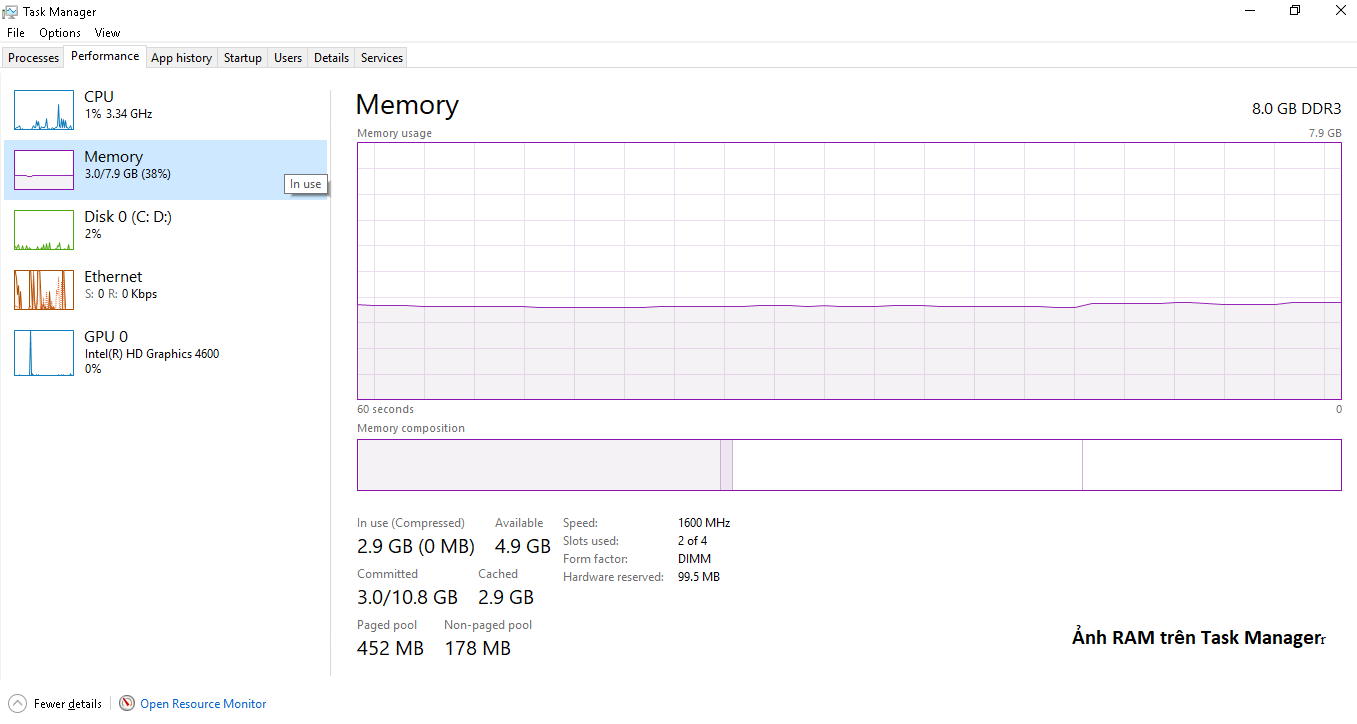 Task Manager
File Options View
Processes Performance App history Startup Users Details Services
CPU
1% 3.34 GHz
Memory
3.0/7.9 GB (38%)
In use
Disk 0 (C: D:)
2%
Ethernet
S: 0 R: 0 Kbps
GPU 0
Intel(R) HD Graphics 4600
0%
Memory 8.0 GB DDR3
Memory usage 7.9 GB
60 seconds 0
Memory composition
In use (Compressed) Available
2.9 GB (0 MB) 4.9 GB
Committed Cached
3.0/10.8 GB 2.9 GB
Paged pool Non-paged pool
452 MB 178 MB
Speed: 1600 MHz
Slots used: 2 of 4
Form factor: DIMM
Hardware reserved: 99.5 MB
Ảnh RAM trên Task Managerr
Fewer details Open Resource Monitor